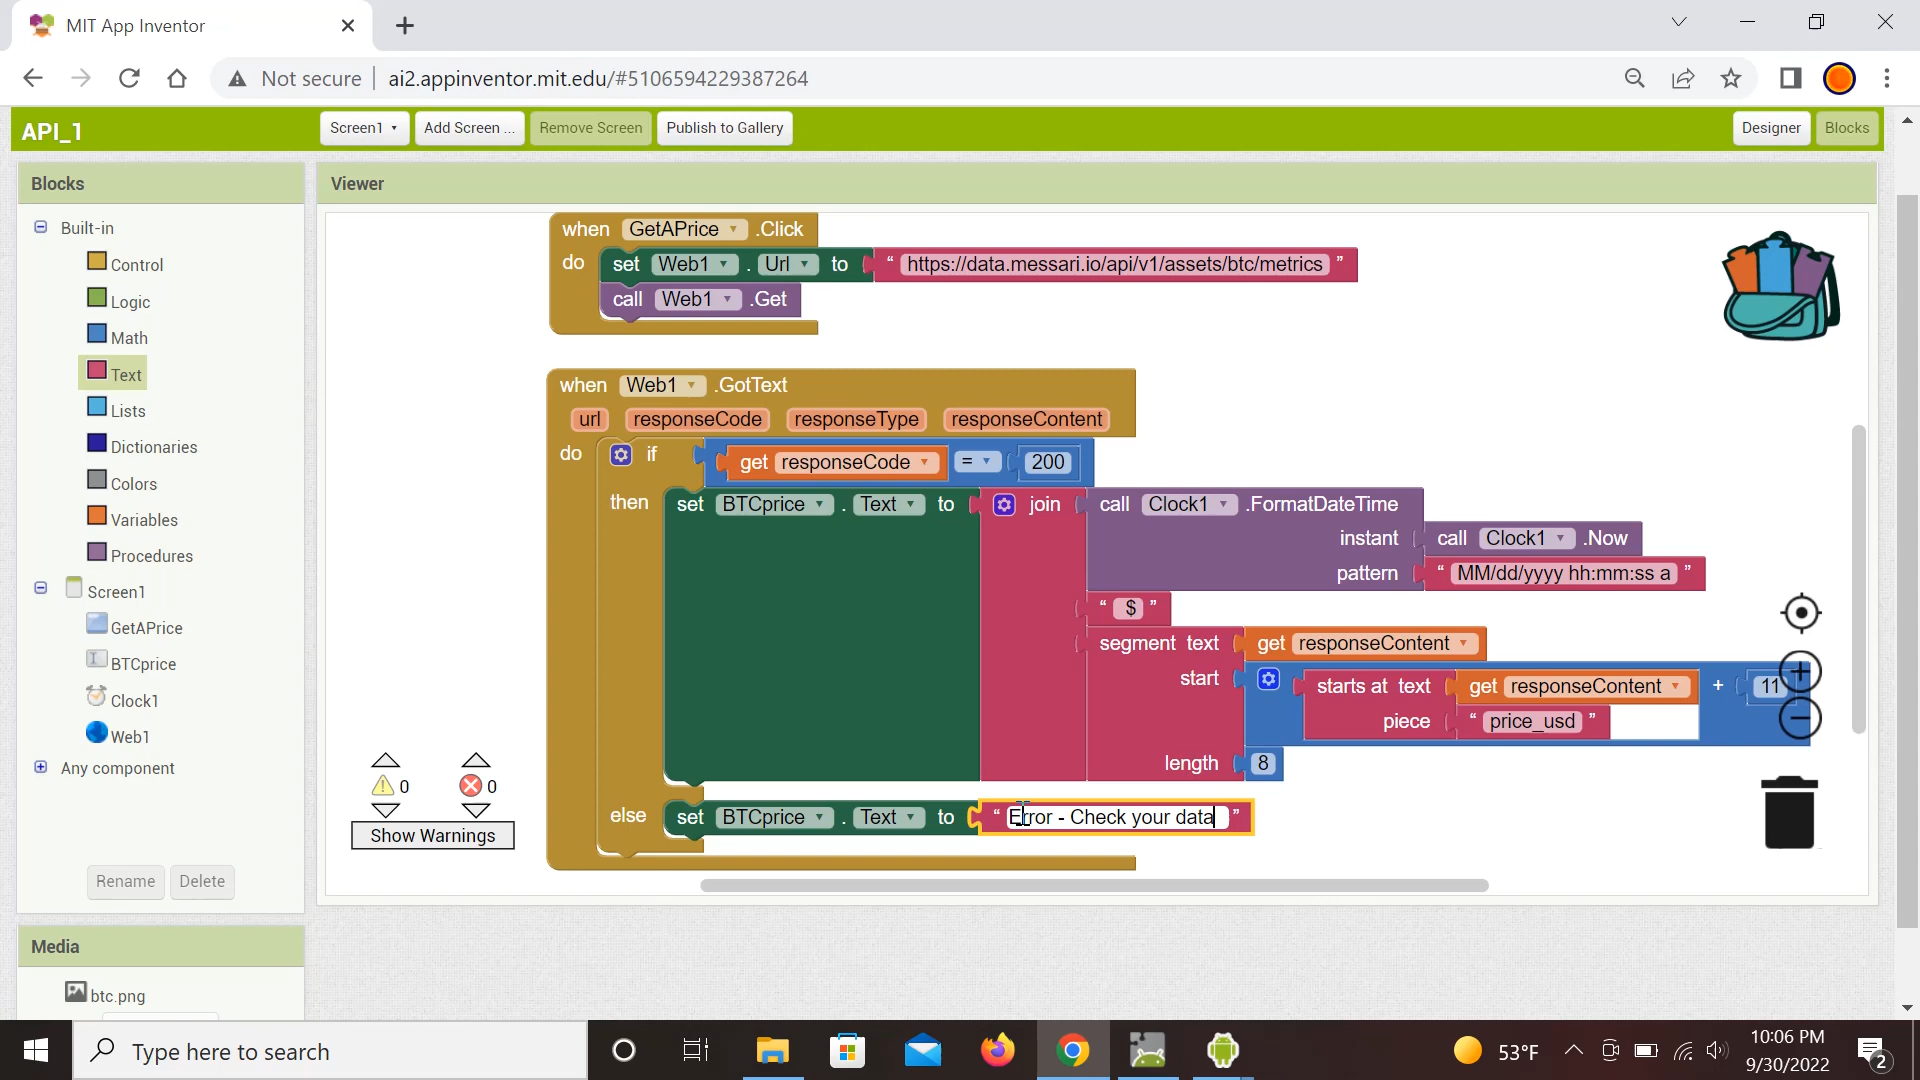 MIT App Inventor
Not secure
ai2.appinventor.mit.edu/#5106594229387264
API_1
Screen1
Add Screen ...
Remove Screen
Publish to Gallery
Designer
Blocks
Blocks
Viewer
Built-in
Control
Logic
Math
Text
Lists
Dictionaries
Colors
Variables
Procedures
Screen1
GetAPrice
BTCprice
Clock1
Web1
Any component
Rename
Delete
Media
btc.png
when GetAPrice .Click
do set Web1 . Url to “ https://data.messari.io/api/v1/assets/btc/metrics ”
call Web1 .Get
when Web1 .GotText
url responseCode responseType responseContent
do if get responseCode = 200
then set BTCprice . Text to join call Clock1 .FormatDateTime
instant call Clock1 .Now
pattern “ MM/dd/yyyy hh:mm:ss a ”
“ $ ”
segment text get responseContent
start starts at text get responseContent + 11
piece “ price_usd ”
length 8
else set BTCprice . Text to “ Error - Check your data ”
0 0
Show Warnings
Type here to search
53°F
10:06 PM
9/30/2022
2